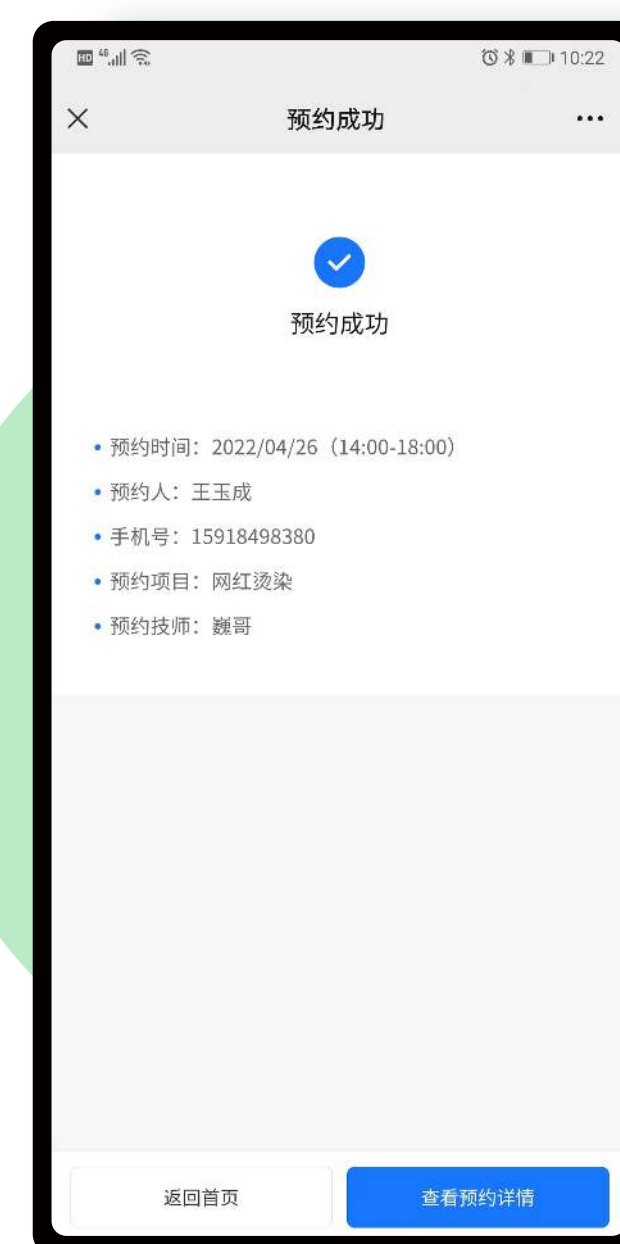 HD 4G 10:22
预约成功
预约成功
预约时间：2022/04/26（14:00-18:00）
预约人：王玉成
手机号：15918498380
预约项目：网红烫染
预约技师：巍哥
返回首页
查看预约详情